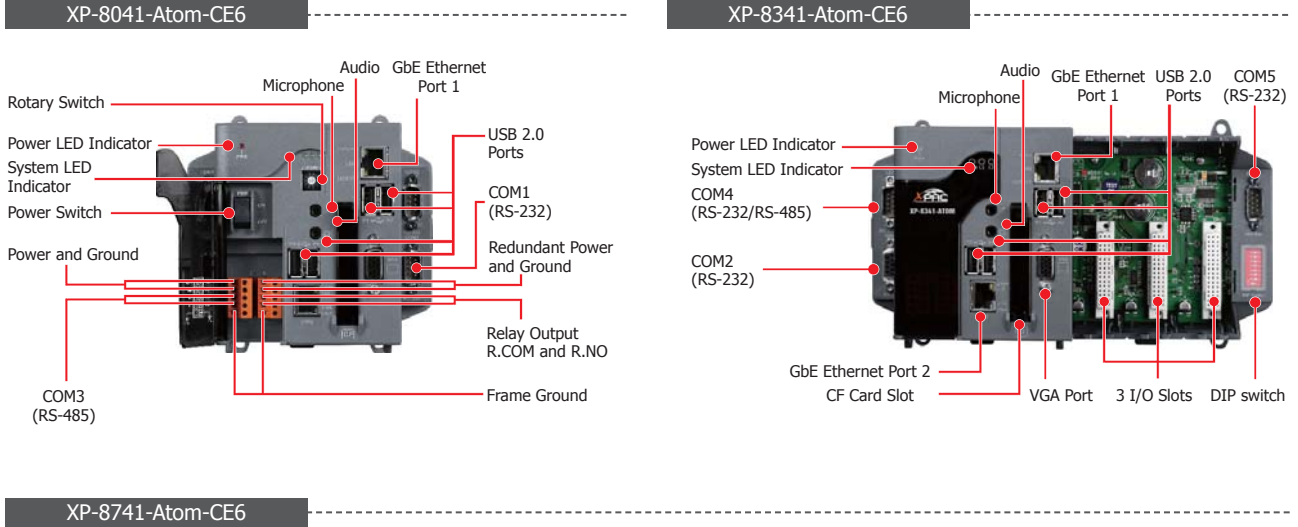 XP-8041-Atom-CE6
Audio
GbE Ethernet
Port 1
Microphone
Rotary Switch
Power LED Indicator
System LED
Indicator
Power Switch
Power and Ground
COM3
(RS-485)
USB 2.0
Ports
COM1
(RS-232)
Redundant Power
and Ground
Relay Output
R.COM and R.NO
Frame Ground
XP-8341-Atom-CE6
Audio
GbE Ethernet
Port 1
USB 2.0
Ports
COM5
(RS-232)
Microphone
Power LED Indicator
System LED Indicator
COM4
(RS-232/RS-485)
COM2
(RS-232)
XPAC
XP-8341-ATOM
GbE Ethernet Port 2
CF Card Slot
VGA Port
3 I/O Slots
DIP switch
XP-8741-Atom-CE6